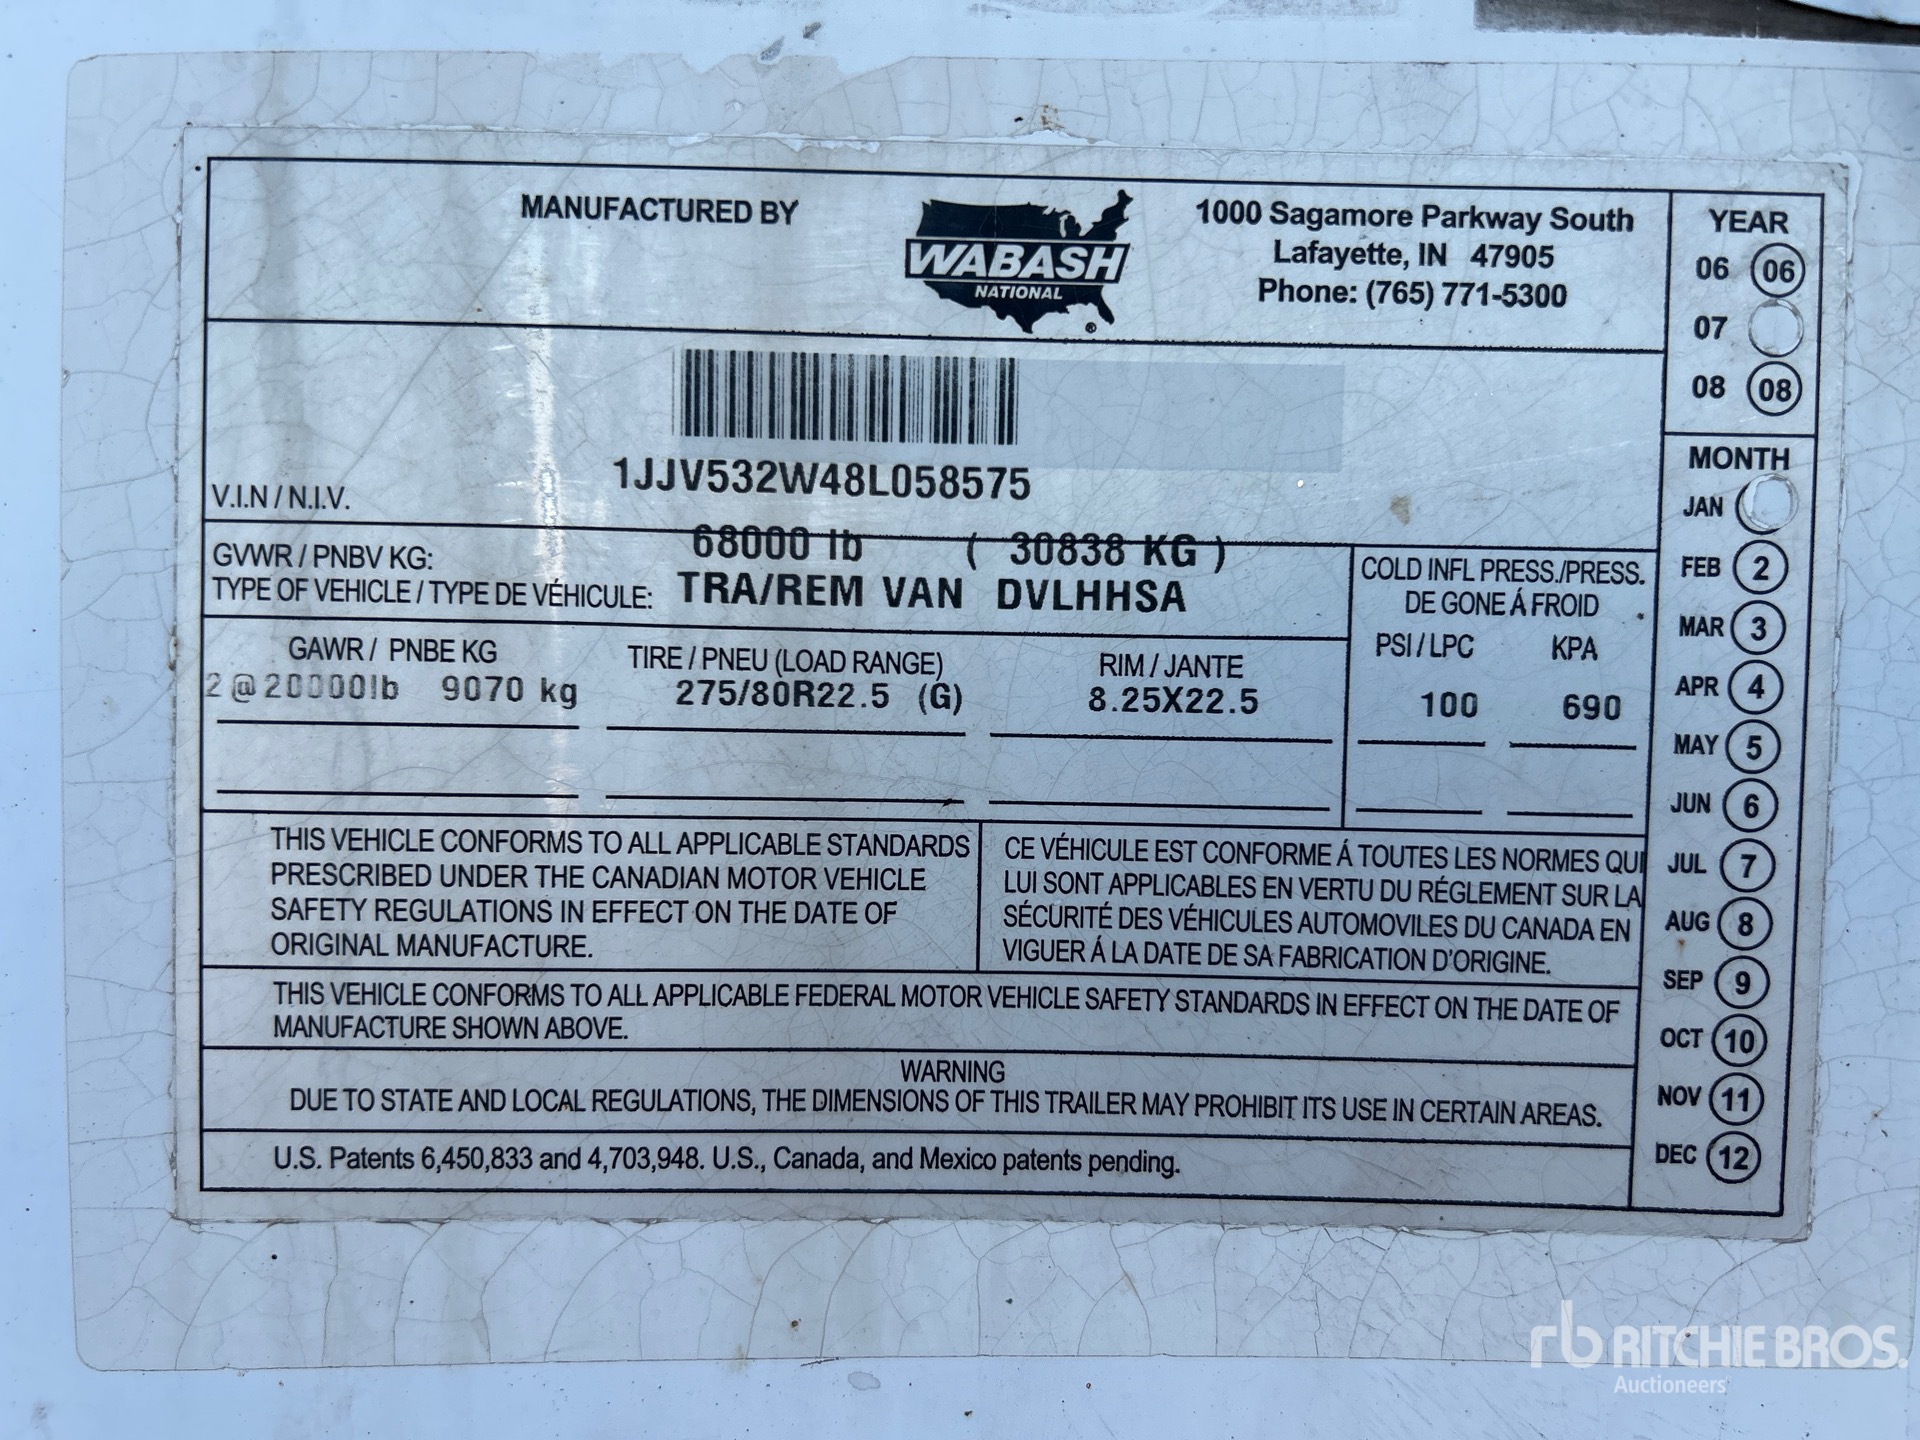 MANUFACTURED BY
WABASH
NATIONAL
®
1000 Sagamore Parkway South
Lafayette, IN 47905
Phone: (765) 771-5300
YEAR
06 06
07
08 08
1JJV532W48L058575
V.I.N / N.I.V.
GVWR / PNBV KG: 68000 lb ( 30838 KG )
TYPE OF VEHICLE / TYPE DE VÉHICULE: TRA/REM VAN DVLHHSA
COLD INFL PRESS./PRESS.
DE GONE Á FROID
PSI / LPC KPA
100 690
GAWR / PNBE KG
2@20000lb 9070 kg
TIRE / PNEU (LOAD RANGE)
275/80R22.5 (G)
RIM / JANTE
8.25X22.5
MONTH
JAN
FEB 2
MAR 3
APR 4
MAY 5
JUN 6
JUL 7
AUG 8
SEP 9
OCT 10
NOV 11
DEC 12
THIS VEHICLE CONFORMS TO ALL APPLICABLE STANDARDS
PRESCRIBED UNDER THE CANADIAN MOTOR VEHICLE
SAFETY REGULATIONS IN EFFECT ON THE DATE OF
ORIGINAL MANUFACTURE.
CE VÉHICULE EST CONFORME Á TOUTES LES NORMES QUI
LUI SONT APPLICABLES EN VERTU DU RÉGLEMENT SUR LA
SÉCURITÉ DES VÉHICULES AUTOMOVILES DU CANADA EN
VIGUER Á LA DATE DE SA FABRICATION D'ORIGINE.
THIS VEHICLE CONFORMS TO ALL APPLICABLE FEDERAL MOTOR VEHICLE SAFETY STANDARDS IN EFFECT ON THE DATE OF
MANUFACTURE SHOWN ABOVE.
WARNING
DUE TO STATE AND LOCAL REGULATIONS, THE DIMENSIONS OF THIS TRAILER MAY PROHIBIT ITS USE IN CERTAIN AREAS.
U.S. Patents 6,450,833 and 4,703,948. U.S., Canada, and Mexico patents pending.
rb RITCHIE BROS.
Auctioneers